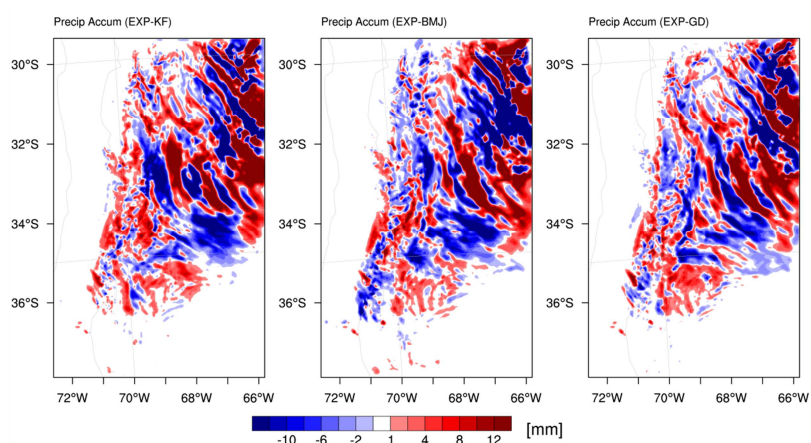 Precip Accum (EXP-KF)
Precip Accum (EXP-BMJ)
Precip Accum (EXP-GD)
30°S
32°S
34°S
36°S
72°W 70°W 68°W 66°W
30°S
32°S
34°S
36°S
72°W 70°W 68°W 66°W
30°S
32°S
34°S
36°S
72°W 70°W 68°W 66°W
-10 -6 -2 1 4 8 12 [mm]